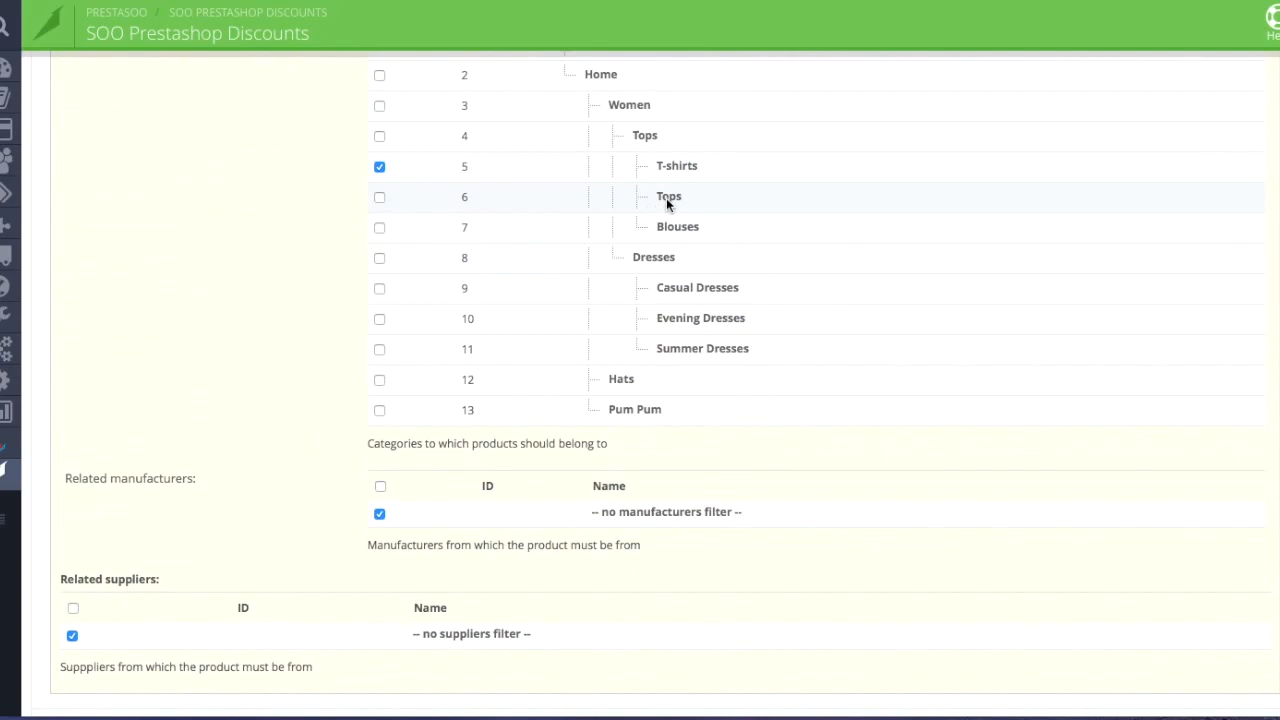 PRESTASOO / SOO PRESTASHOP DISCOUNTS
SOO Prestashop Discounts
He
2 Home
3 Women
4 Tops
5 T-shirts
6 Tops
7 Blouses
8 Dresses
9 Casual Dresses
10 Evening Dresses
11 Summer Dresses
12 Hats
13 Pum Pum
Categories to which products should belong to
Related manufacturers:
ID Name
-- no manufacturers filter --
Manufacturers from which the product must be from
Related suppliers:
ID Name
-- no suppliers filter --
Supppliers from which the product must be from